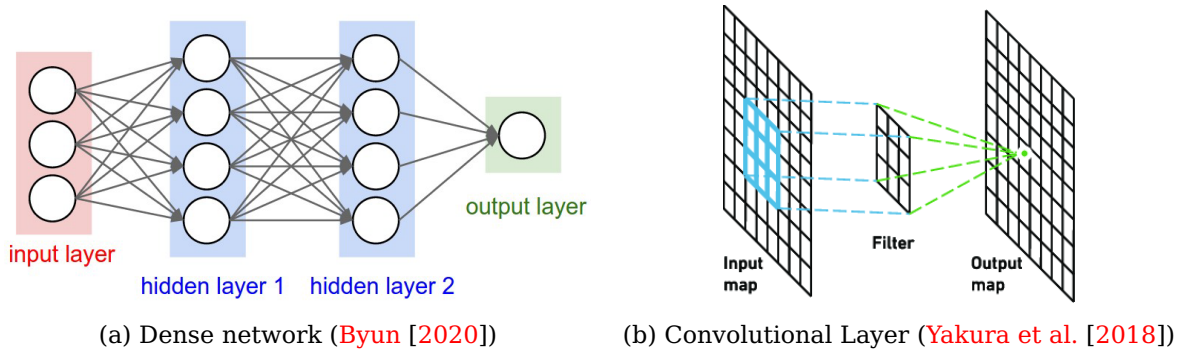 input layer
hidden layer 1
hidden layer 2
output layer
(a) Dense network (Byun [2020])
Input
map
Filter
Output
map
(b) Convolutional Layer (Yakura et al. [2018])